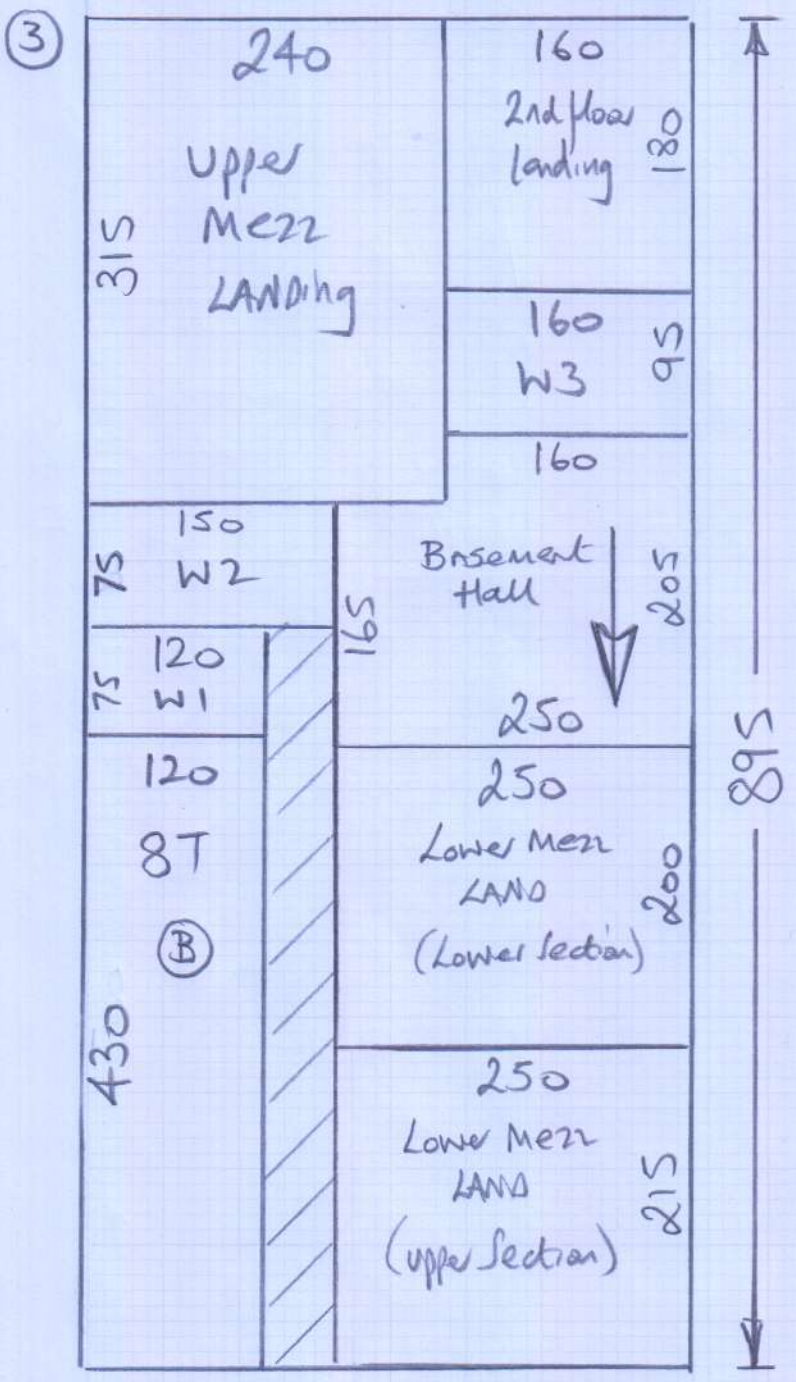 3
240
160
Upper
Mezz
LANDing
315
2nd floor
landing
180
160
W3
95
160
150
W2
75
Basement
Hall
165
205
120
W1
75
250
120
8T
B
430
250
Lower Mezz
LAND
(Lower Section)
200
895
250
Lower Mezz
LAND
(upper Section)
215